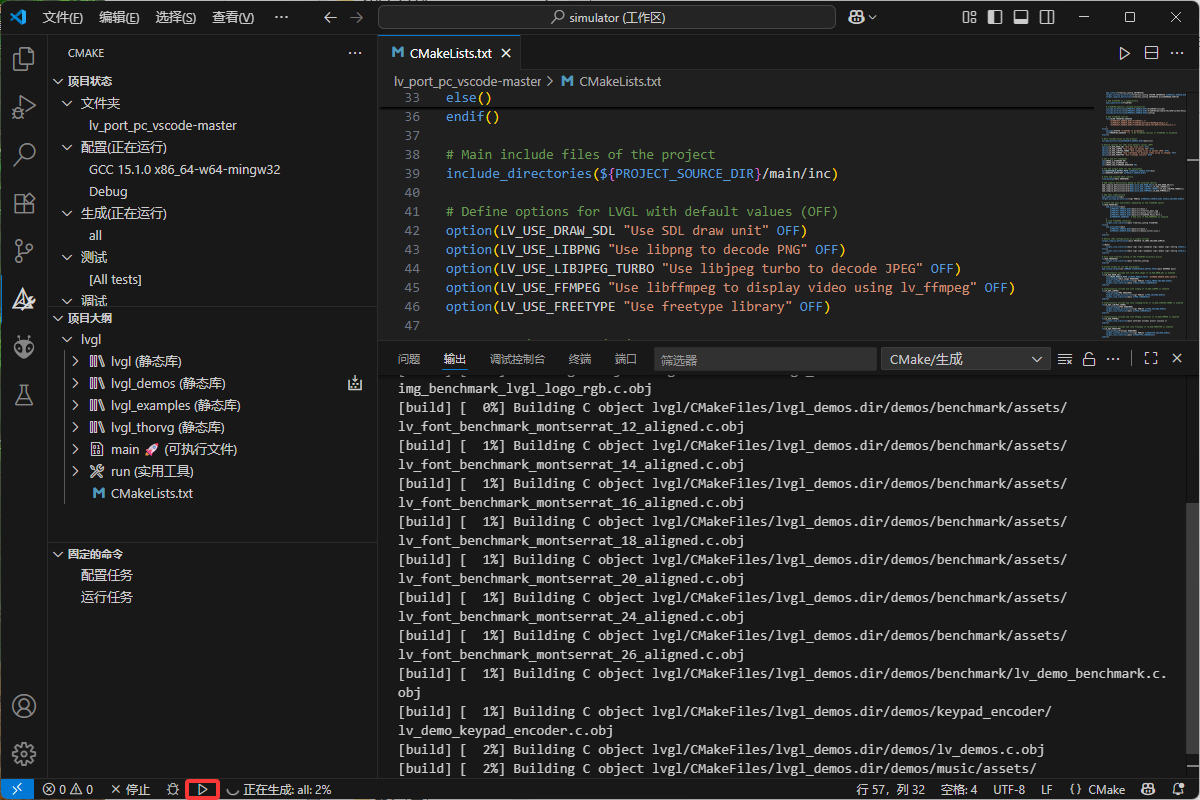 文件(F) 编辑(E) 选择(S) 查看(V) ··· simulator (工作区)
CMAKE
项目状态
文件夹
lv_port_pc_vscode-master
配置(正在运行)
GCC 15.1.0 x86_64-w64-mingw32
Debug
生成(正在运行)
all
测试
[All tests]
调试
项目大纲
lvgl
lvgl (静态库)
lvgl_demos (静态库)
lvgl_examples (静态库)
lvgl_thorvg (静态库)
main 🚀 (可执行文件)
run (实用工具)
CMakeLists.txt
固定的命令
配置任务
运行任务
CMakeLists.txt
lv_port_pc_vscode-master > CMakeLists.txt
33 else()
36 endif()
37
38 # Main include files of the project
39 include_directories(${PROJECT_SOURCE_DIR}/main/inc)
40
41 # Define options for LVGL with default values (OFF)
42 option(LV_USE_DRAW_SDL "Use SDL draw unit" OFF)
43 option(LV_USE_LIBPNG "Use libpng to decode PNG" OFF)
44 option(LV_USE_LIBJPEG_TURBO "Use libjpeg turbo to decode JPEG" OFF)
45 option(LV_USE_FFMPEG "Use libffmpeg to display video using lv_ffmpeg" OFF)
46 option(LV_USE_FREETYPE "Use freetype library" OFF)
47
问题 输出 调试控制台 终端 端口 筛选器 CMake/生成
img_benchmark_lvgl_logo_rgb.c.obj
[build] [  0%] Building C object lvgl/CMakeFiles/lvgl_demos.dir/demos/benchmark/assets/
lv_font_benchmark_montserrat_12_aligned.c.obj
[build] [  1%] Building C object lvgl/CMakeFiles/lvgl_demos.dir/demos/benchmark/assets/
lv_font_benchmark_montserrat_14_aligned.c.obj
[build] [  1%] Building C object lvgl/CMakeFiles/lvgl_demos.dir/demos/benchmark/assets/
lv_font_benchmark_montserrat_16_aligned.c.obj
[build] [  1%] Building C object lvgl/CMakeFiles/lvgl_demos.dir/demos/benchmark/assets/
lv_font_benchmark_montserrat_18_aligned.c.obj
[build] [  1%] Building C object lvgl/CMakeFiles/lvgl_demos.dir/demos/benchmark/assets/
lv_font_benchmark_montserrat_20_aligned.c.obj
[build] [  1%] Building C object lvgl/CMakeFiles/lvgl_demos.dir/demos/benchmark/assets/
lv_font_benchmark_montserrat_24_aligned.c.obj
[build] [  1%] Building C object lvgl/CMakeFiles/lvgl_demos.dir/demos/benchmark/assets/
lv_font_benchmark_montserrat_26_aligned.c.obj
[build] [  1%] Building C object lvgl/CMakeFiles/lvgl_demos.dir/demos/benchmark/lv_demo_benchmark.c.
obj
[build] [  1%] Building C object lvgl/CMakeFiles/lvgl_demos.dir/demos/keypad_encoder/
lv_demo_keypad_encoder.c.obj
[build] [  2%] Building C object lvgl/CMakeFiles/lvgl_demos.dir/demos/lv_demos.c.obj
[build] [  2%] Building C object lvgl/CMakeFiles/lvgl_demos.dir/demos/music/assets/
0 0 停止 正在生成: all: 2% 行 57，列 32 空格: 4 UTF-8 LF {} CMake